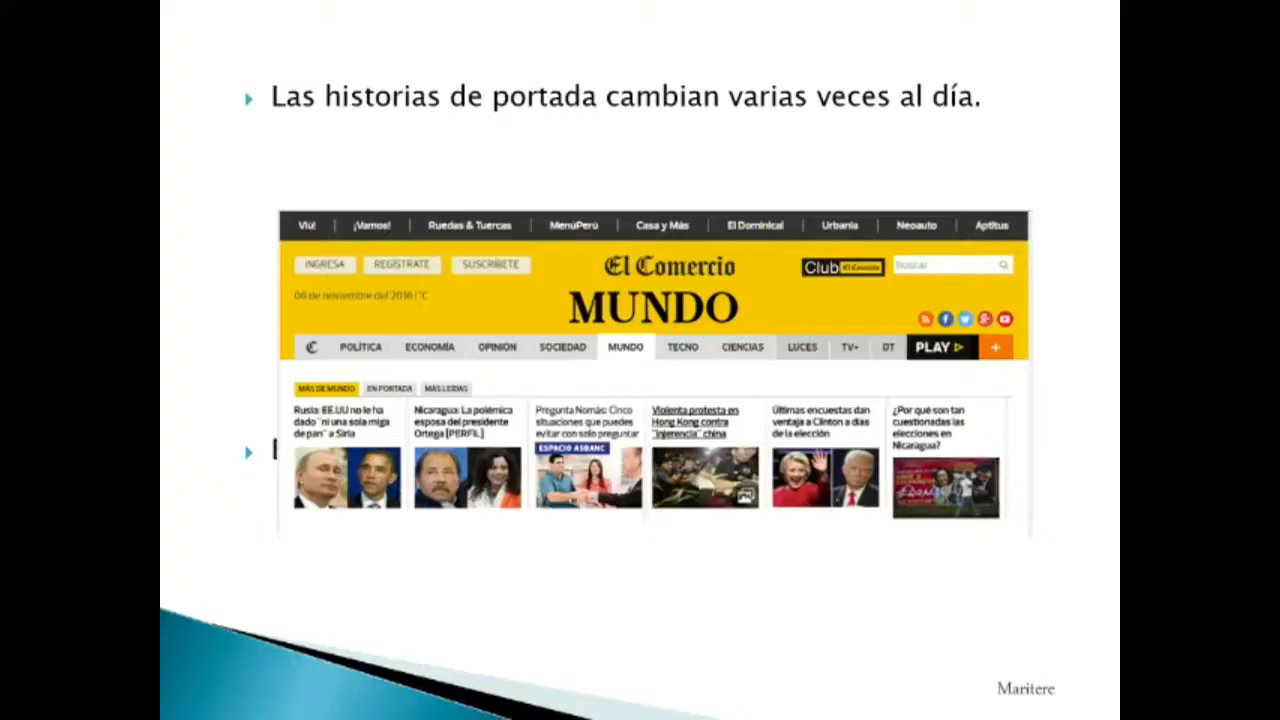 Las historias de portada cambian varias veces al día.
Viú! ¡Vamos! Ruedas & Tuercas MenúPerú Casa y Más El Dominical Urbania Neoauto Aptitus
INGRESA REGÍSTRATE SUSCRÍBETE
El Comercio
Club El Comercio
Buscar
06 de noviembre del 2016 | °C
MUNDO
POLÍTICA ECONOMÍA OPINIÓN SOCIEDAD MUNDO TECNO CIENCIAS LUCES TV+ DT PLAY +
MÁS DE MUNDO EN PORTADA MÁS LEÍDAS
Rusia: EE.UU no le ha
dado "ni una sola miga
de pan" a Siria
Nicaragua: La polémica
esposa del presidente
Ortega [PERFIL]
Pregunta Nomás: Cinco
situaciones que puedes
evitar con solo preguntar
ESPACIO ASBANC
Violenta protesta en
Hong Kong contra
"injerencia" china
Últimas encuestas dan
ventaja a Clinton a días
de la elección
¿Por qué son tan
cuestionadas las
elecciones en
Nicaragua?
Maritere